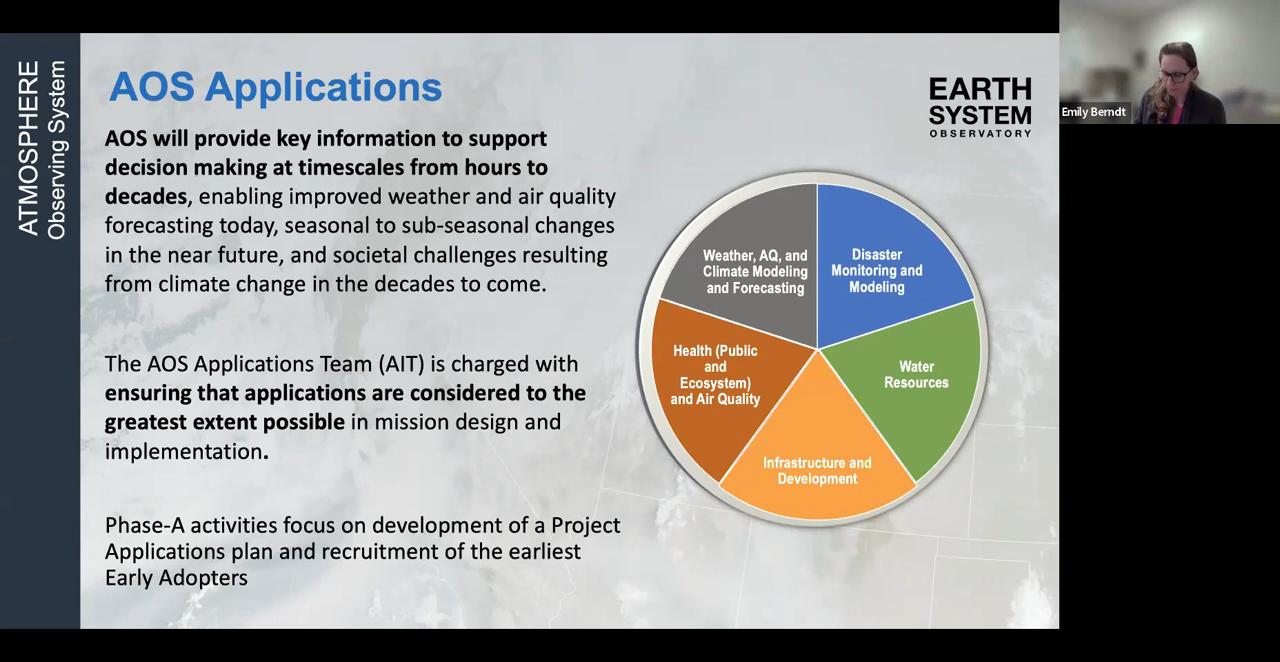 ATMOSPHERE
Observing System
AOS Applications
AOS will provide key information to support
decision making at timescales from hours to
decades, enabling improved weather and air quality
forecasting today, seasonal to sub-seasonal changes
in the near future, and societal challenges resulting
from climate change in the decades to come.
The AOS Applications Team (AIT) is charged with
ensuring that applications are considered to the
greatest extent possible in mission design and
implementation.
Phase-A activities focus on development of a Project
Applications plan and recruitment of the earliest
Early Adopters
EARTH
SYSTEM
OBSERVATORY
Weather, AQ, and
Climate Modeling
and Forecasting
Disaster
Monitoring and
Modeling
Health (Public
and
Ecosystem)
and Air Quality
Water
Resources
Infrastructure and
Development
Emily Berndt